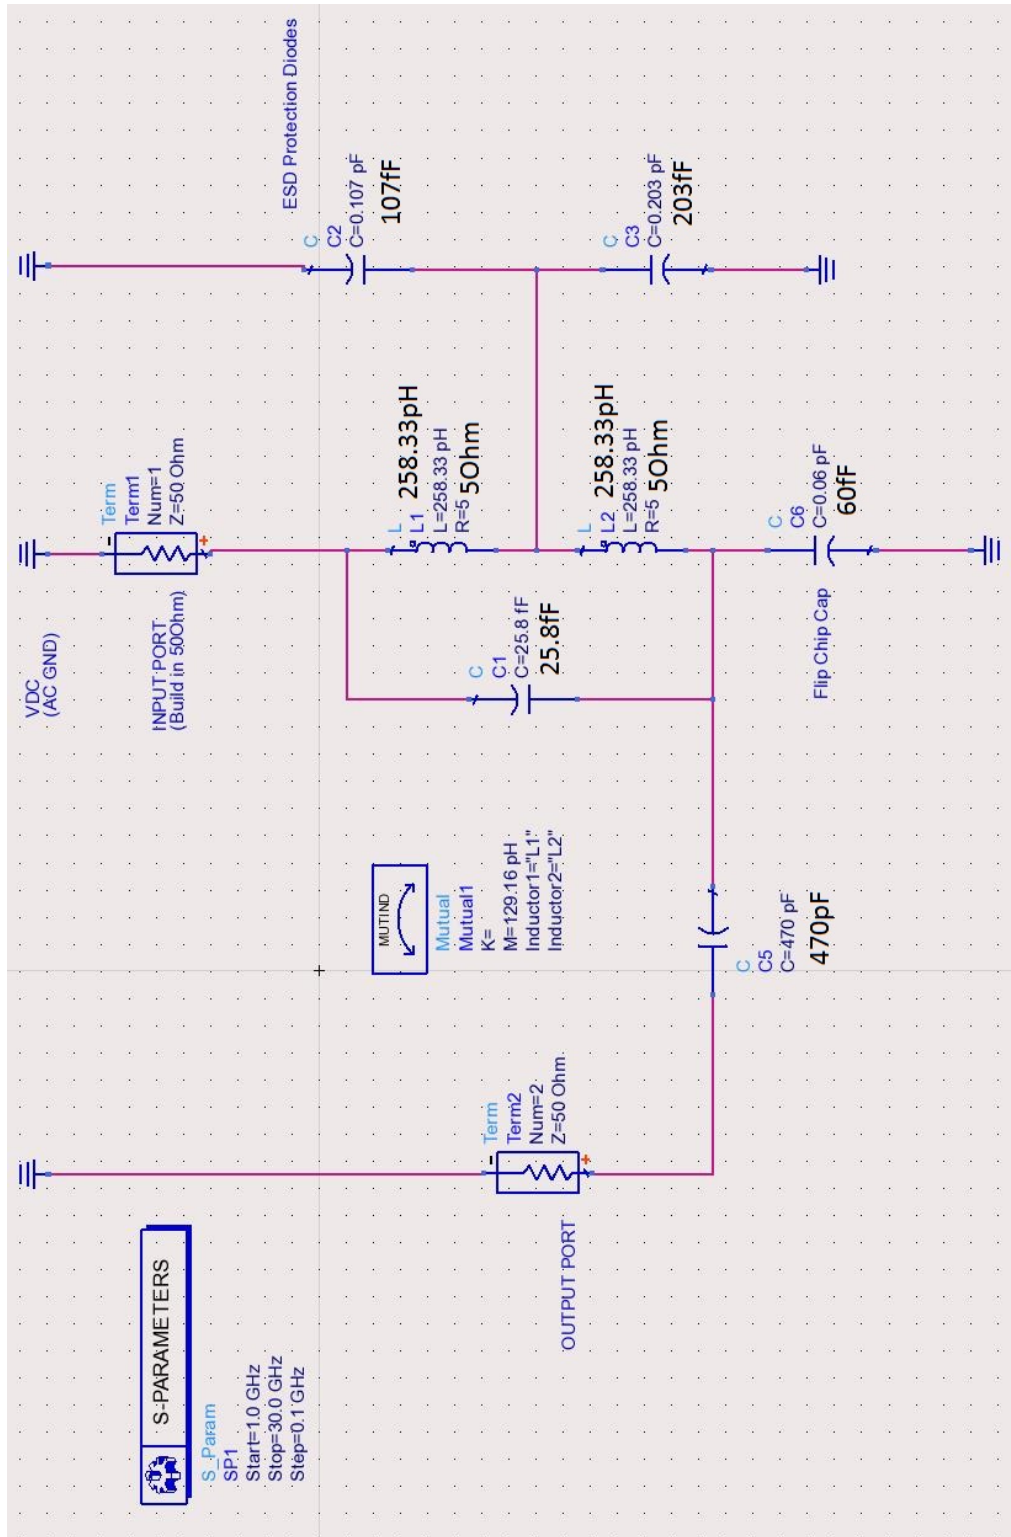 S-PARAMETERS
S_Param
SP1
Start=1.0 GHz
Stop=30.0 GHz
Step=0.1 GHz
OUTPUT PORT
-
+
Term
Term2
Num=2
Z=50 Ohm
C
C5
C=470 pF
470pF
MUTIND
Mutual
Mutual1
K=
M=129.16 pH
Inductor1="L1"
Inductor2="L2"
VDC
(AC GND)
INPUT PORT
(Build in 50Ohm)
-
+
Term
Term1
Num=1
Z=50 Ohm
C
C1
C=25.8 fF
25.8fF
L
L1
L=258.33 pH
R=5
258.33pH
5Ohm
L
L2
L=258.33 pH
R=5
258.33pH
5Ohm
Flip Chip Cap
C
C6
C=0.06 pF
60fF
ESD Protection Diodes
C
C2
C=0.107 pF
107fF
C
C3
C=0.203 pF
203fF